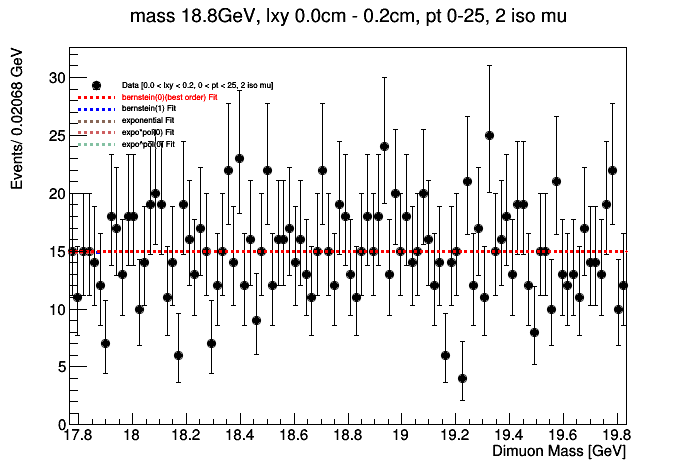 mass 18.8GeV, lxy 0.0cm - 0.2cm, pt 0-25, 2 iso mu
Events/ 0.02068 GeV
Data [0.0 < lxy < 0.2, 0 < pt < 25, 2 iso mu]
bernstein(0)(best order) Fit
bernstein(1) Fit
exponential Fit
expo*pol(0) Fit
expo^pol(0) Fit
30
25
20
15
10
5
0
17.8 18 18.2 18.4 18.6 18.8 19 19.2 19.4 19.6 19.8
Dimuon Mass [GeV]